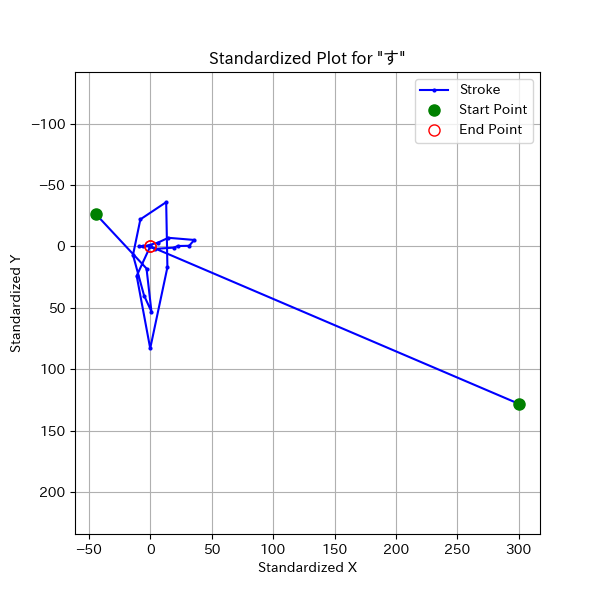 Standardized Plot for "す"
Stroke
Start Point
End Point
Standardized Y
−100
−50
0
50
100
150
200
−50 0 50 100 150 200 250 300
Standardized X